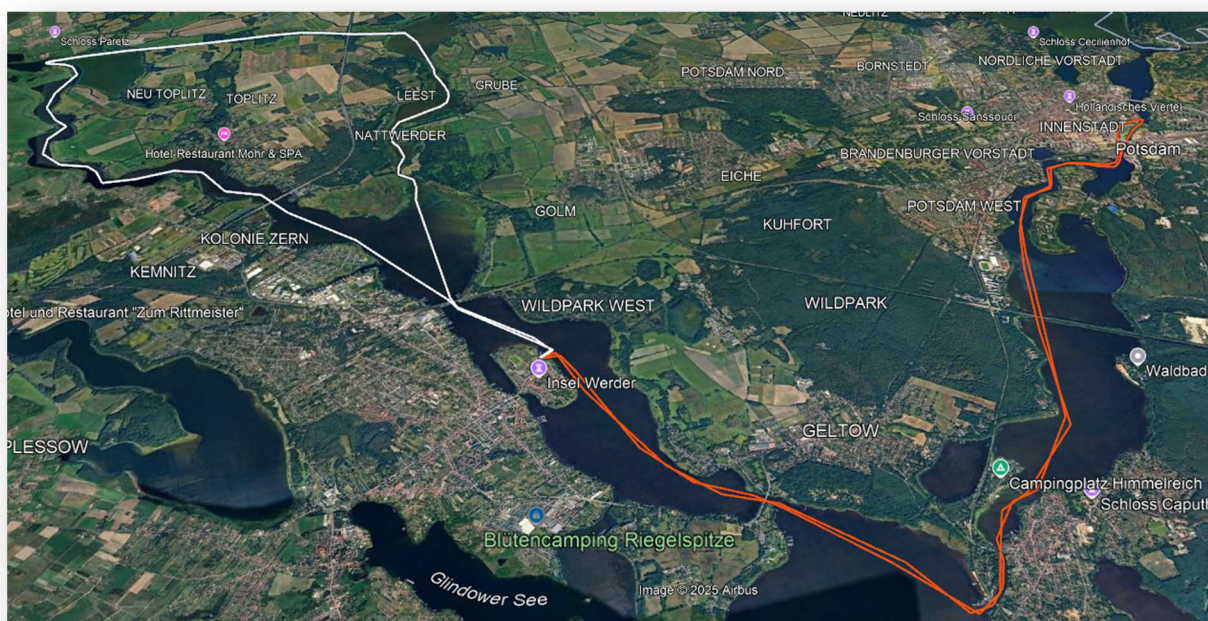 NEDLITZ
Schloss Paretz
Schloss Cecilienhof
NÖRDLICHE VORSTADT
BORNSTEDT
POTSDAM NORD
GRUBE
NEU TÖPLITZ
TÖPLITZ
LEEST
Holländisches Viertel
Schloss Sanssouci
INNENSTADT
NATTWERDER
Hotel Restaurant Mohr & SPA
BRANDENBURGER VORSTADT
Potsdam
EICHE
POTSDAM WEST
GOLM
KUHFORT
KOLONIE ZERN
KEMNITZ
WILDPARK WEST
WILDPARK
otel und Restaurant "Zum Rittmeister"
Waldbad
Insel Werder
GELTOW
PLESSOW
Campingplatz Himmelreich
Schloss Caputh
Blütencamping Riegelspitze
Glindower See
Image © 2025 Airbus